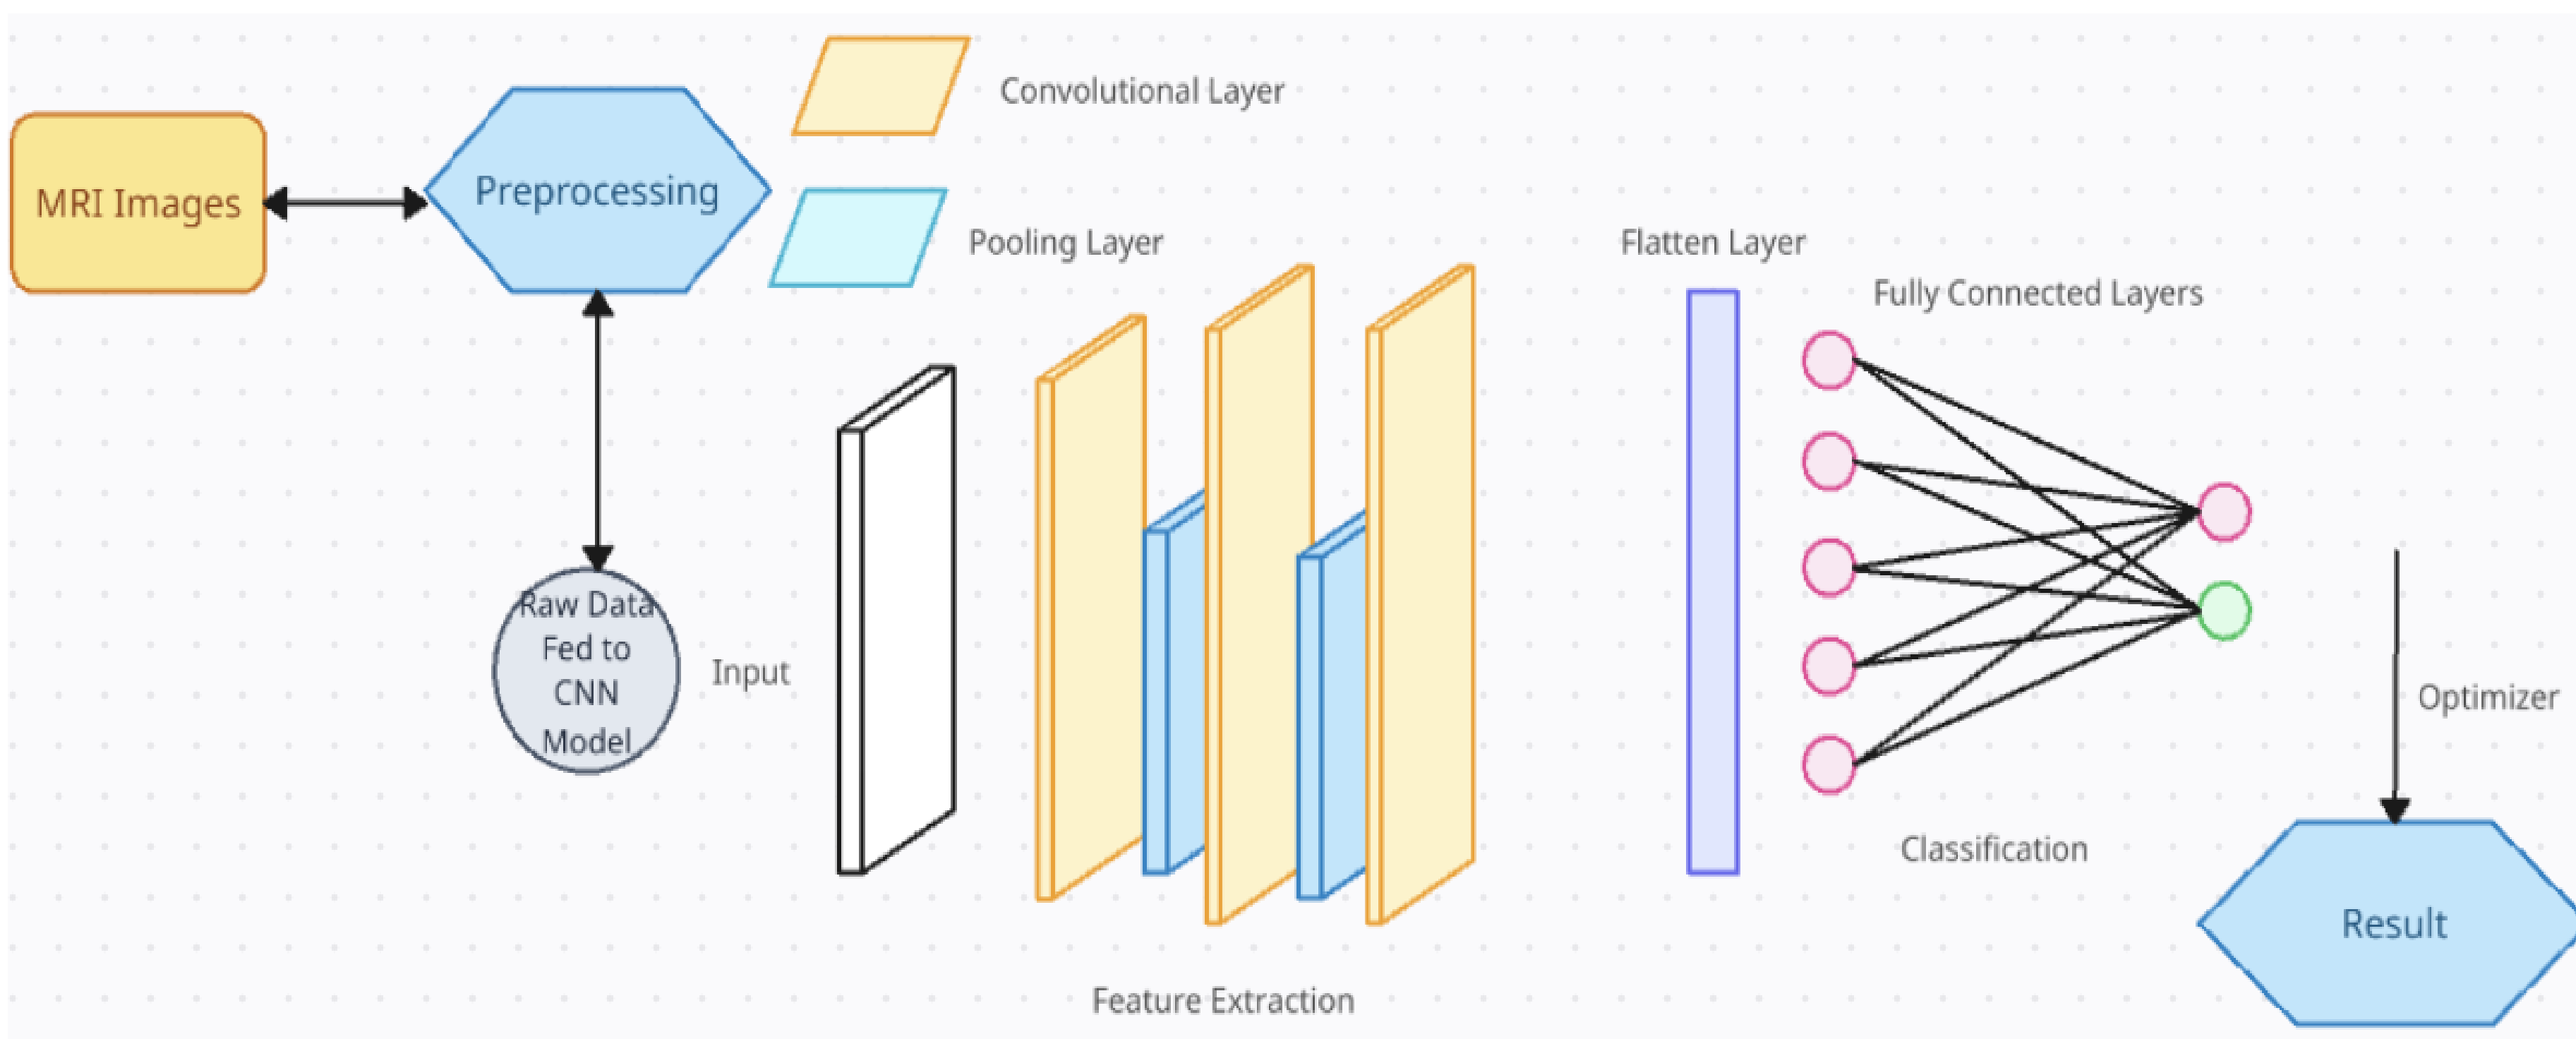 MRI Images
Preprocessing
Convolutional Layer
Pooling Layer
Raw Data
Fed to
CNN
Model
Input
Feature Extraction
Flatten Layer
Fully Connected Layers
Classification
Optimizer
Result